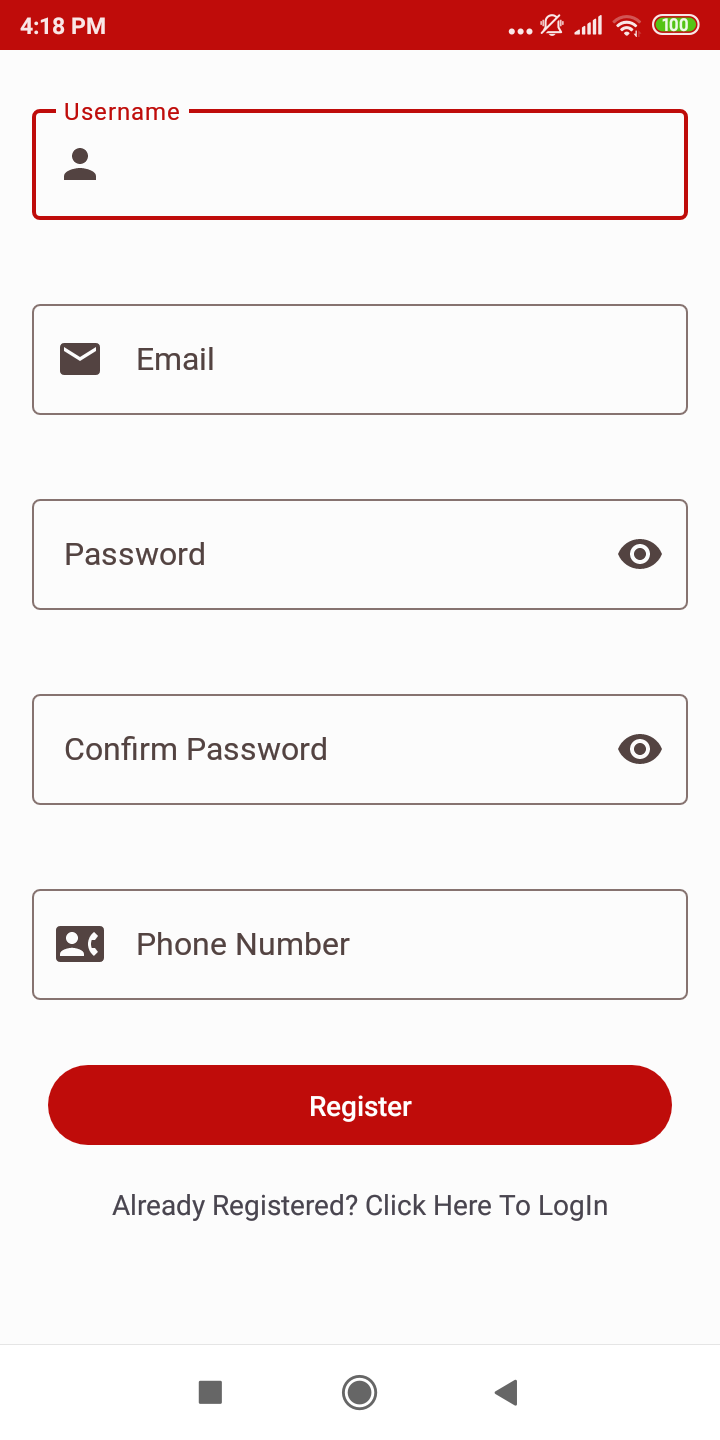 4:18 PM
100
Username
Email
Password
Confirm Password
Phone Number
Register
Already Registered? Click Here To LogIn